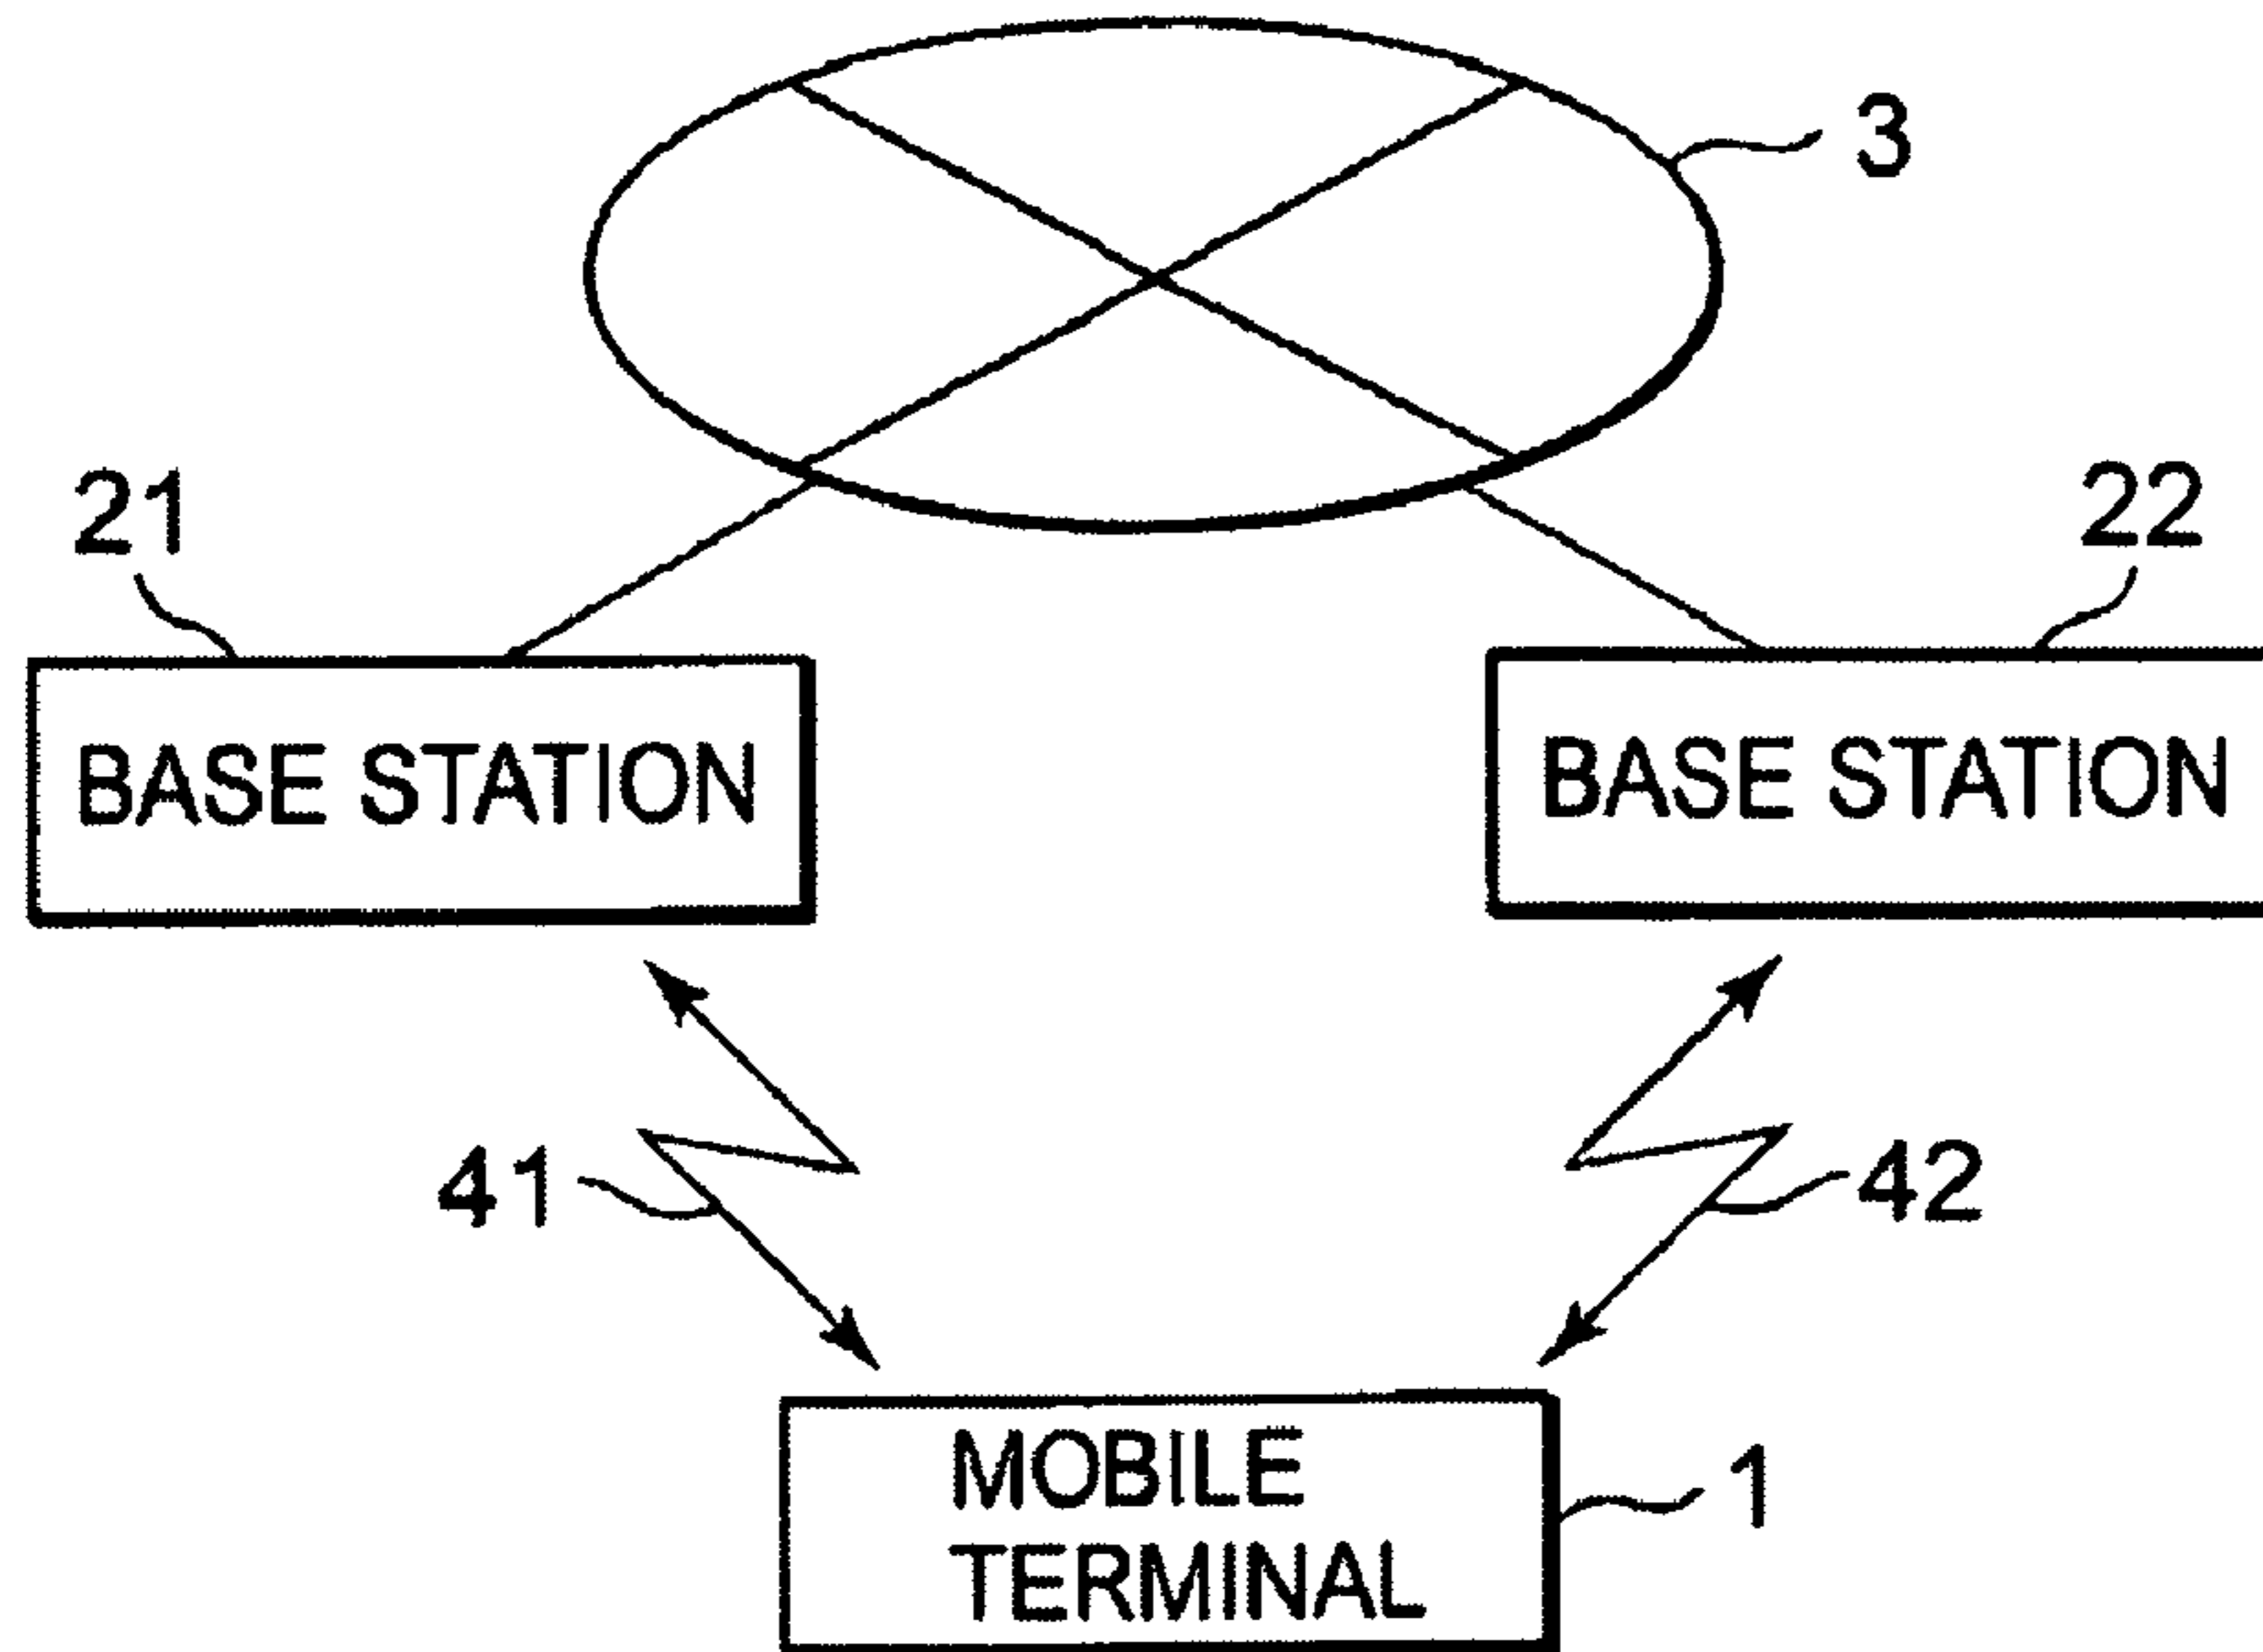 3
21
22
BASE STATION
BASE STATION
41
42
MOBILE
TERMINAL
1